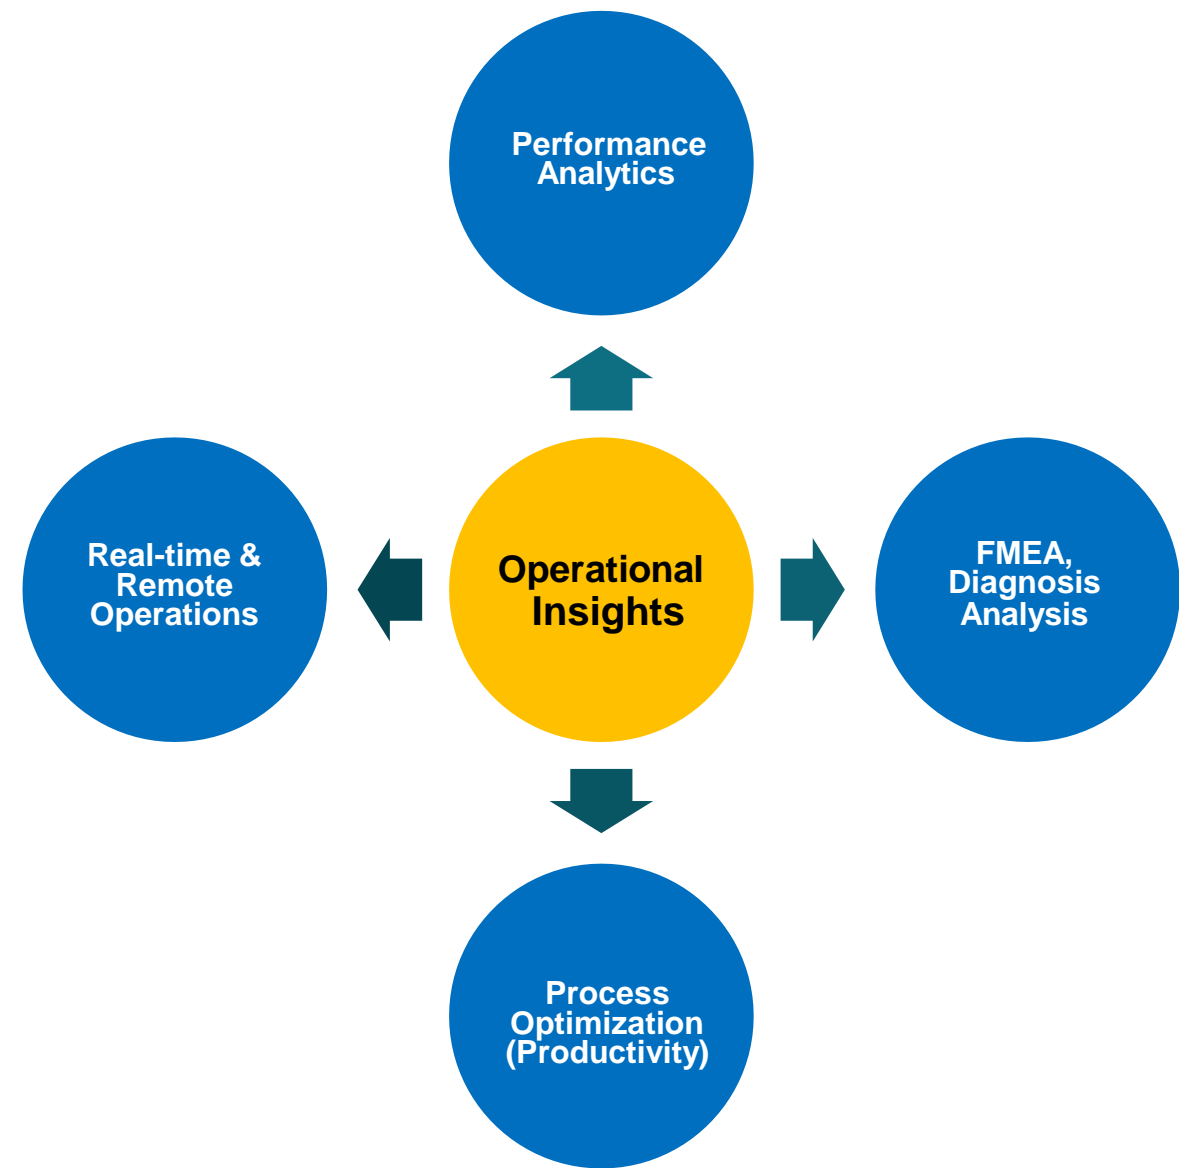 Performance
Analytics
Real-time &
Remote
Operations
Operational
Insights
FMEA,
Diagnosis
Analysis
Process
Optimization
(Productivity)